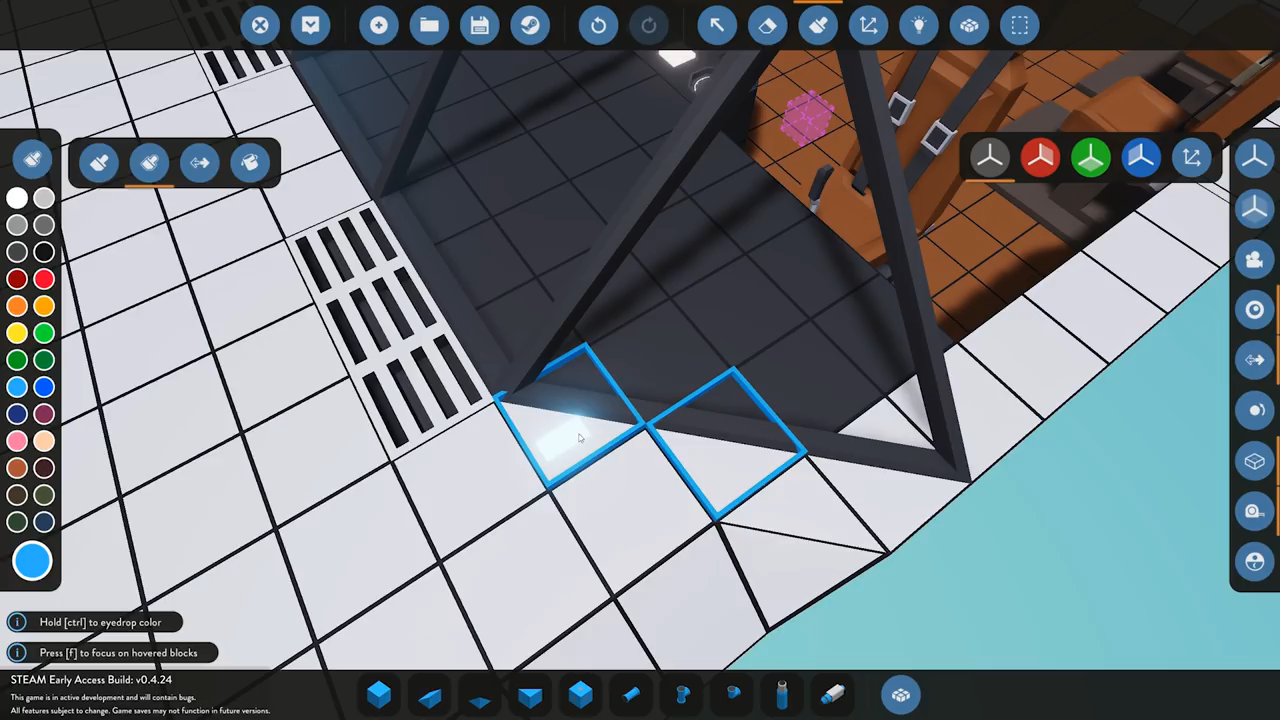 Hold [ctrl] to eyedrop color
Press [f] to focus on hovered blocks
STEAM Early Access Build: v0.4.24
This game is in active development and will contain bugs.
All features subject to change. Game saves may not function in future versions.